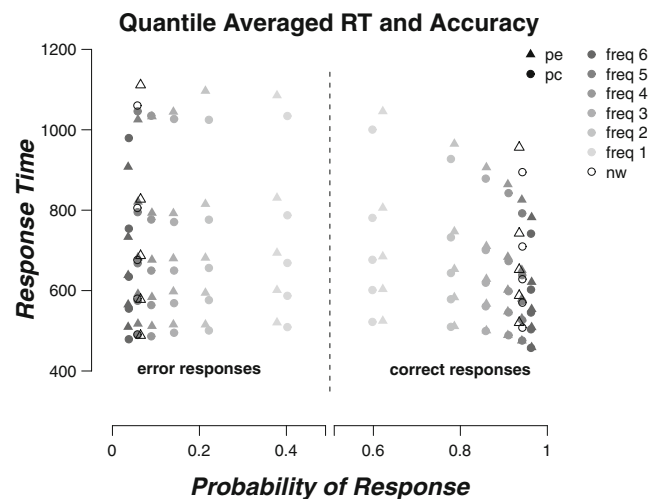 Quantile Averaged RT and Accuracy
1200
1000
800
600
400
Response Time
pe
pc
freq 6
freq 5
freq 4
freq 3
freq 2
freq 1
nw
error responses
correct responses
0
0.2
0.4
0.6
0.8
1
Probability of Response